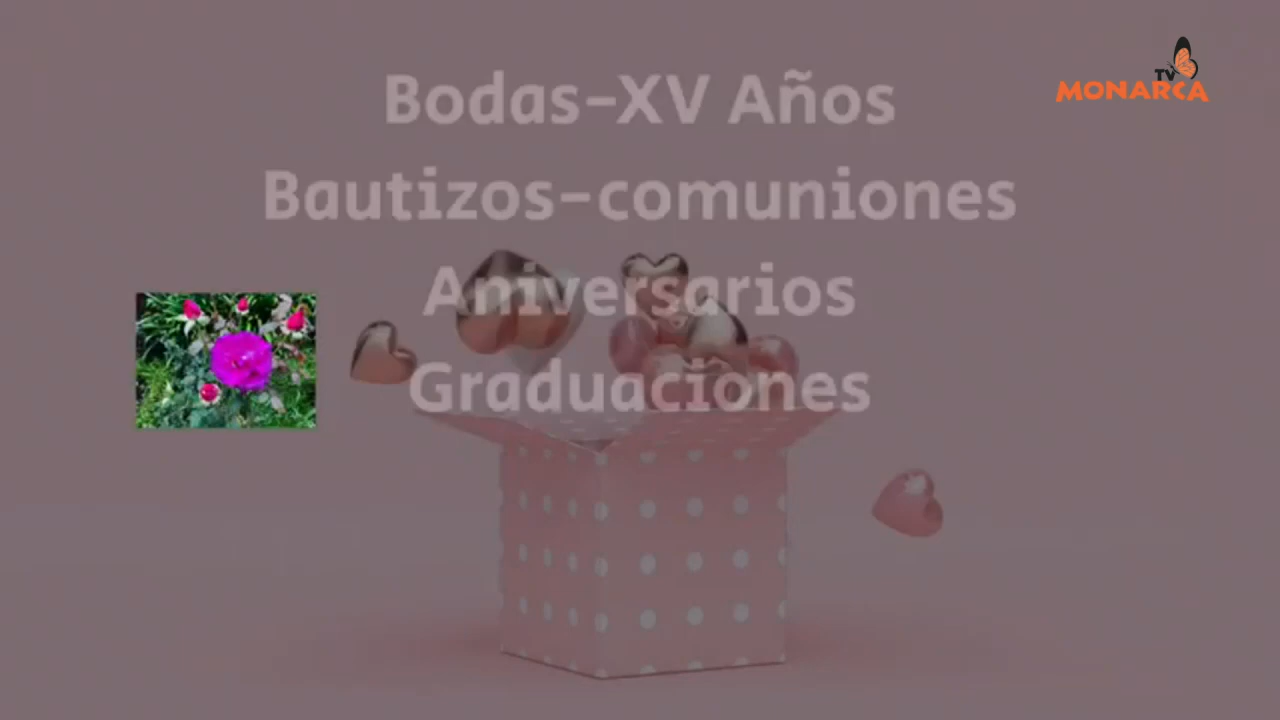 Bodas-XV Años
Bautizos-comuniones
Aniversarios
Graduaciones
TV
MONARCA